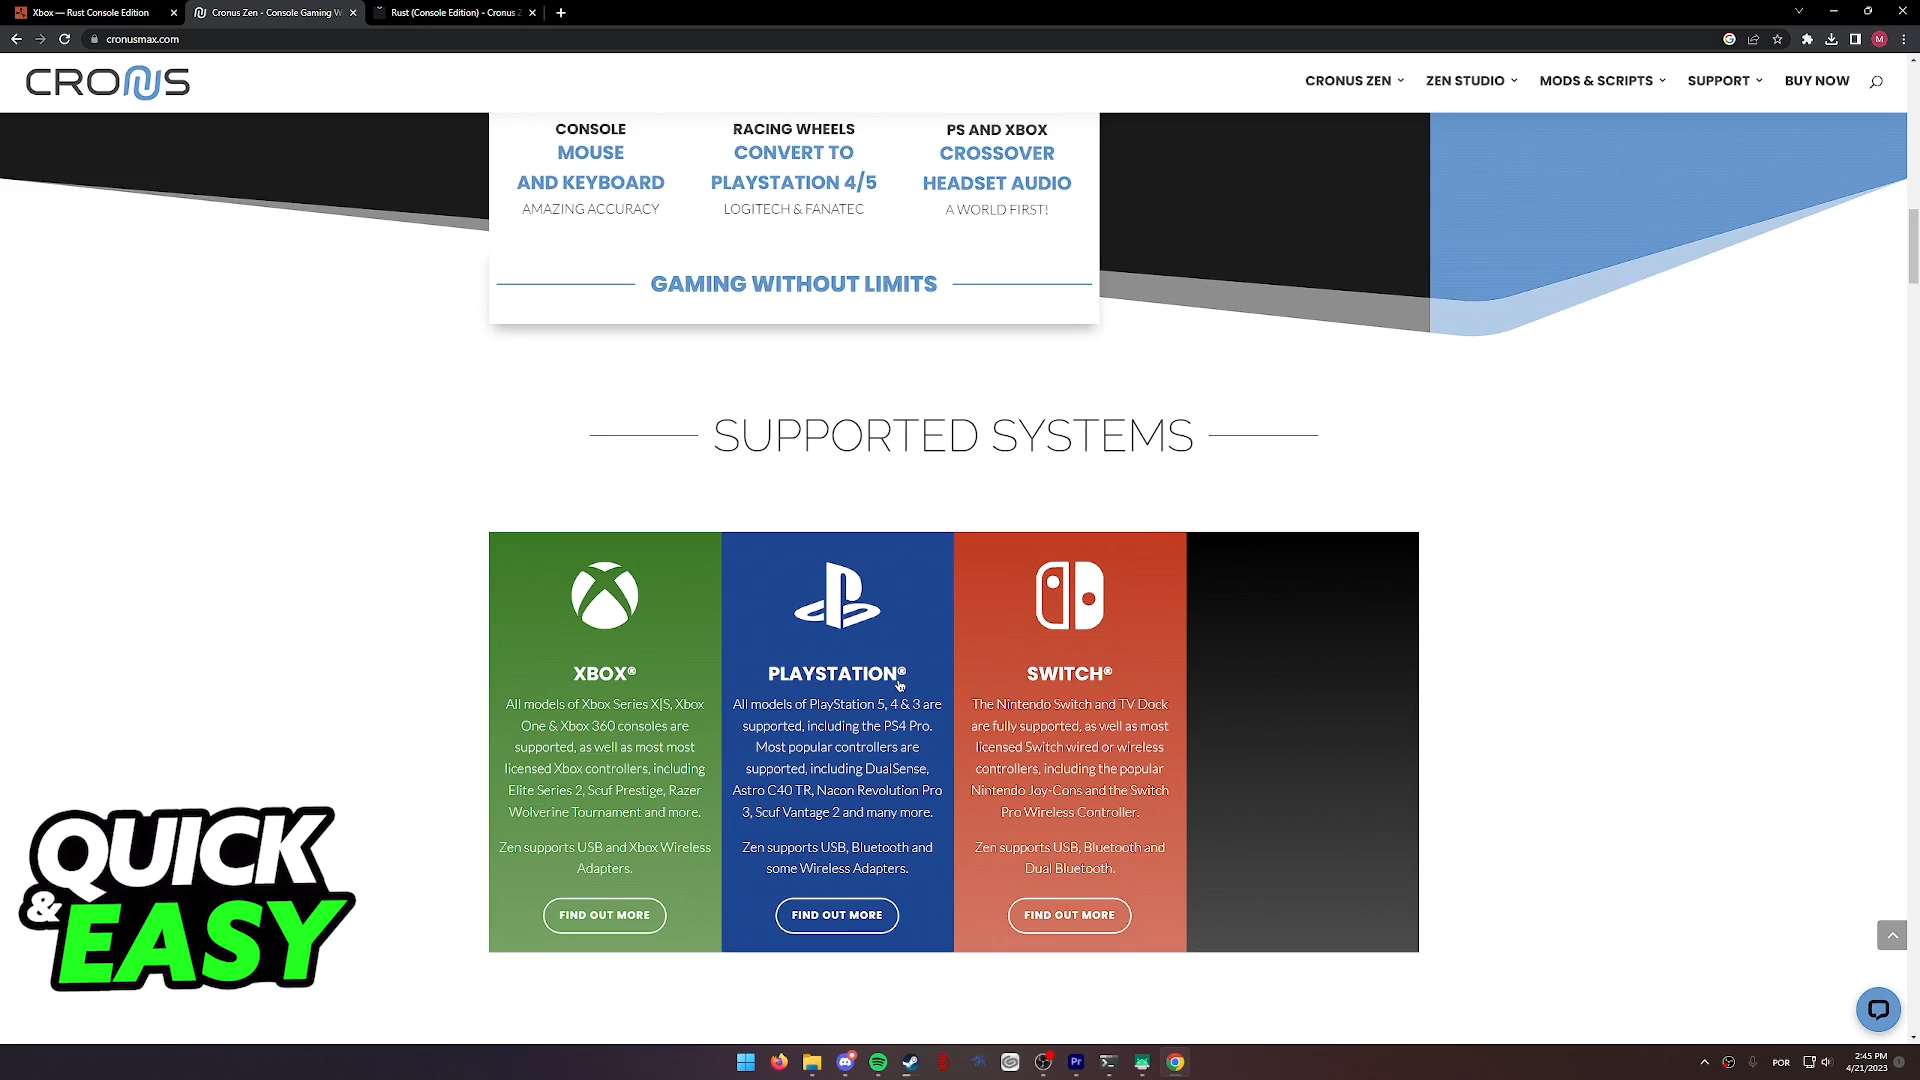 Xbox — Rust Console Edition
Cronus Zen - Console Gaming W
Rust (Console Edition) - Cronus Z
cronusmax.com
M
CRONUS
CRONUS ZEN
ZEN STUDIO
MODS & SCRIPTS
SUPPORT
BUY NOW
CONSOLE
MOUSE
AND KEYBOARD
AMAZING ACCURACY
RACING WHEELS
CONVERT TO
PLAYSTATION 4/5
LOGITECH & FANATEC
PS AND XBOX
CROSSOVER
HEADSET AUDIO
A WORLD FIRST!
GAMING WITHOUT LIMITS
SUPPORTED SYSTEMS
XBOX®
All models of Xbox Series X|S, Xbox
One & Xbox 360 consoles are
supported, as well as most most
licensed Xbox controllers, including
Elite Series 2, Scuf Prestige, Razer
Wolverine Tournament and more.
Zen supports USB and Xbox Wireless
Adapters.
FIND OUT MORE
PLAYSTATION®
All models of PlayStation 5, 4 & 3 are
supported, including the PS4 Pro.
Most popular controllers are
supported, including DualSense,
Astro C40 TR, Nacon Revolution Pro
3, Scuf Vantage 2 and many more.
Zen supports USB, Bluetooth and
some Wireless Adapters.
FIND OUT MORE
SWITCH®
The Nintendo Switch and TV Dock
are fully supported, as well as most
licensed Switch wired or wireless
controllers, including the popular
Nintendo Joy-Cons and the Switch
Pro Wireless Controller.
Zen supports USB, Bluetooth and
Dual Bluetooth.
FIND OUT MORE
QUICK
& EASY
Pr
POR
2:45 PM
4/21/2023